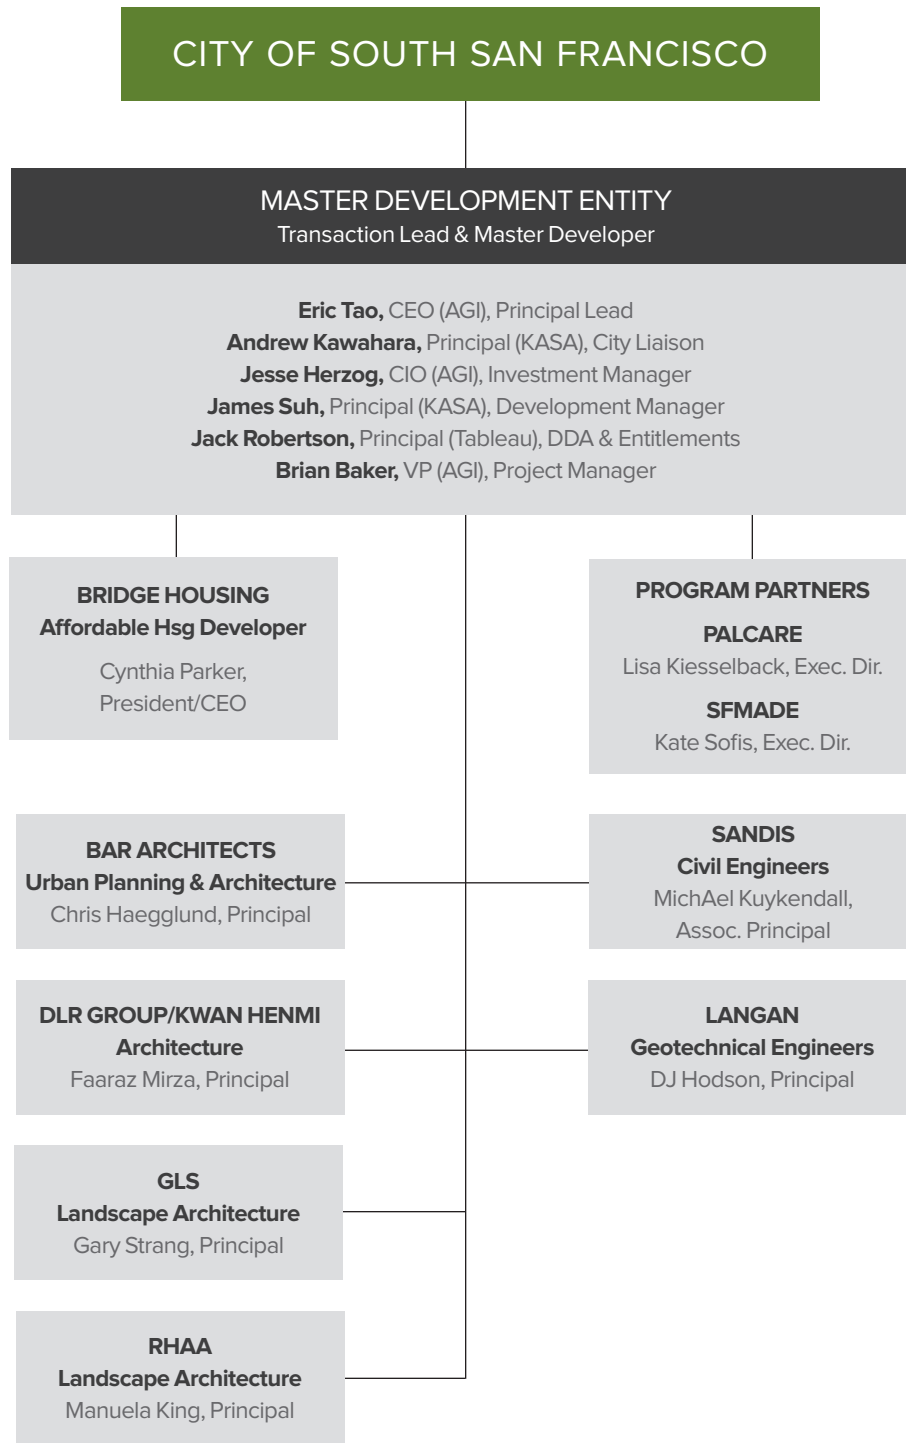 CITY OF SOUTH SAN FRANCISCO
MASTER DEVELOPMENT ENTITY
Transaction Lead & Master Developer
Eric Tao, CEO (AGI), Principal Lead
Andrew Kawahara, Principal (KASA), City Liaison
Jesse Herzog, CIO (AGI), Investment Manager
James Suh, Principal (KASA), Development Manager
Jack Robertson, Principal (Tableau), DDA & Entitlements
Brian Baker, VP (AGI), Project Manager
BRIDGE HOUSING
Affordable Hsg Developer
Cynthia Parker,
President/CEO
PROGRAM PARTNERS
PALCARE
Lisa Kiesselback, Exec. Dir.
SFMADE
Kate Sofis, Exec. Dir.
BAR ARCHITECTS
Urban Planning & Architecture
Chris Haegglund, Principal
SANDIS
Civil Engineers
MichAel Kuykendall,
Assoc. Principal
DLR GROUP/KWAN HENMI
Architecture
Faaraz Mirza, Principal
LANGAN
Geotechnical Engineers
DJ Hodson, Principal
GLS
Landscape Architecture
Gary Strang, Principal
RHAA
Landscape Architecture
Manuela King, Principal